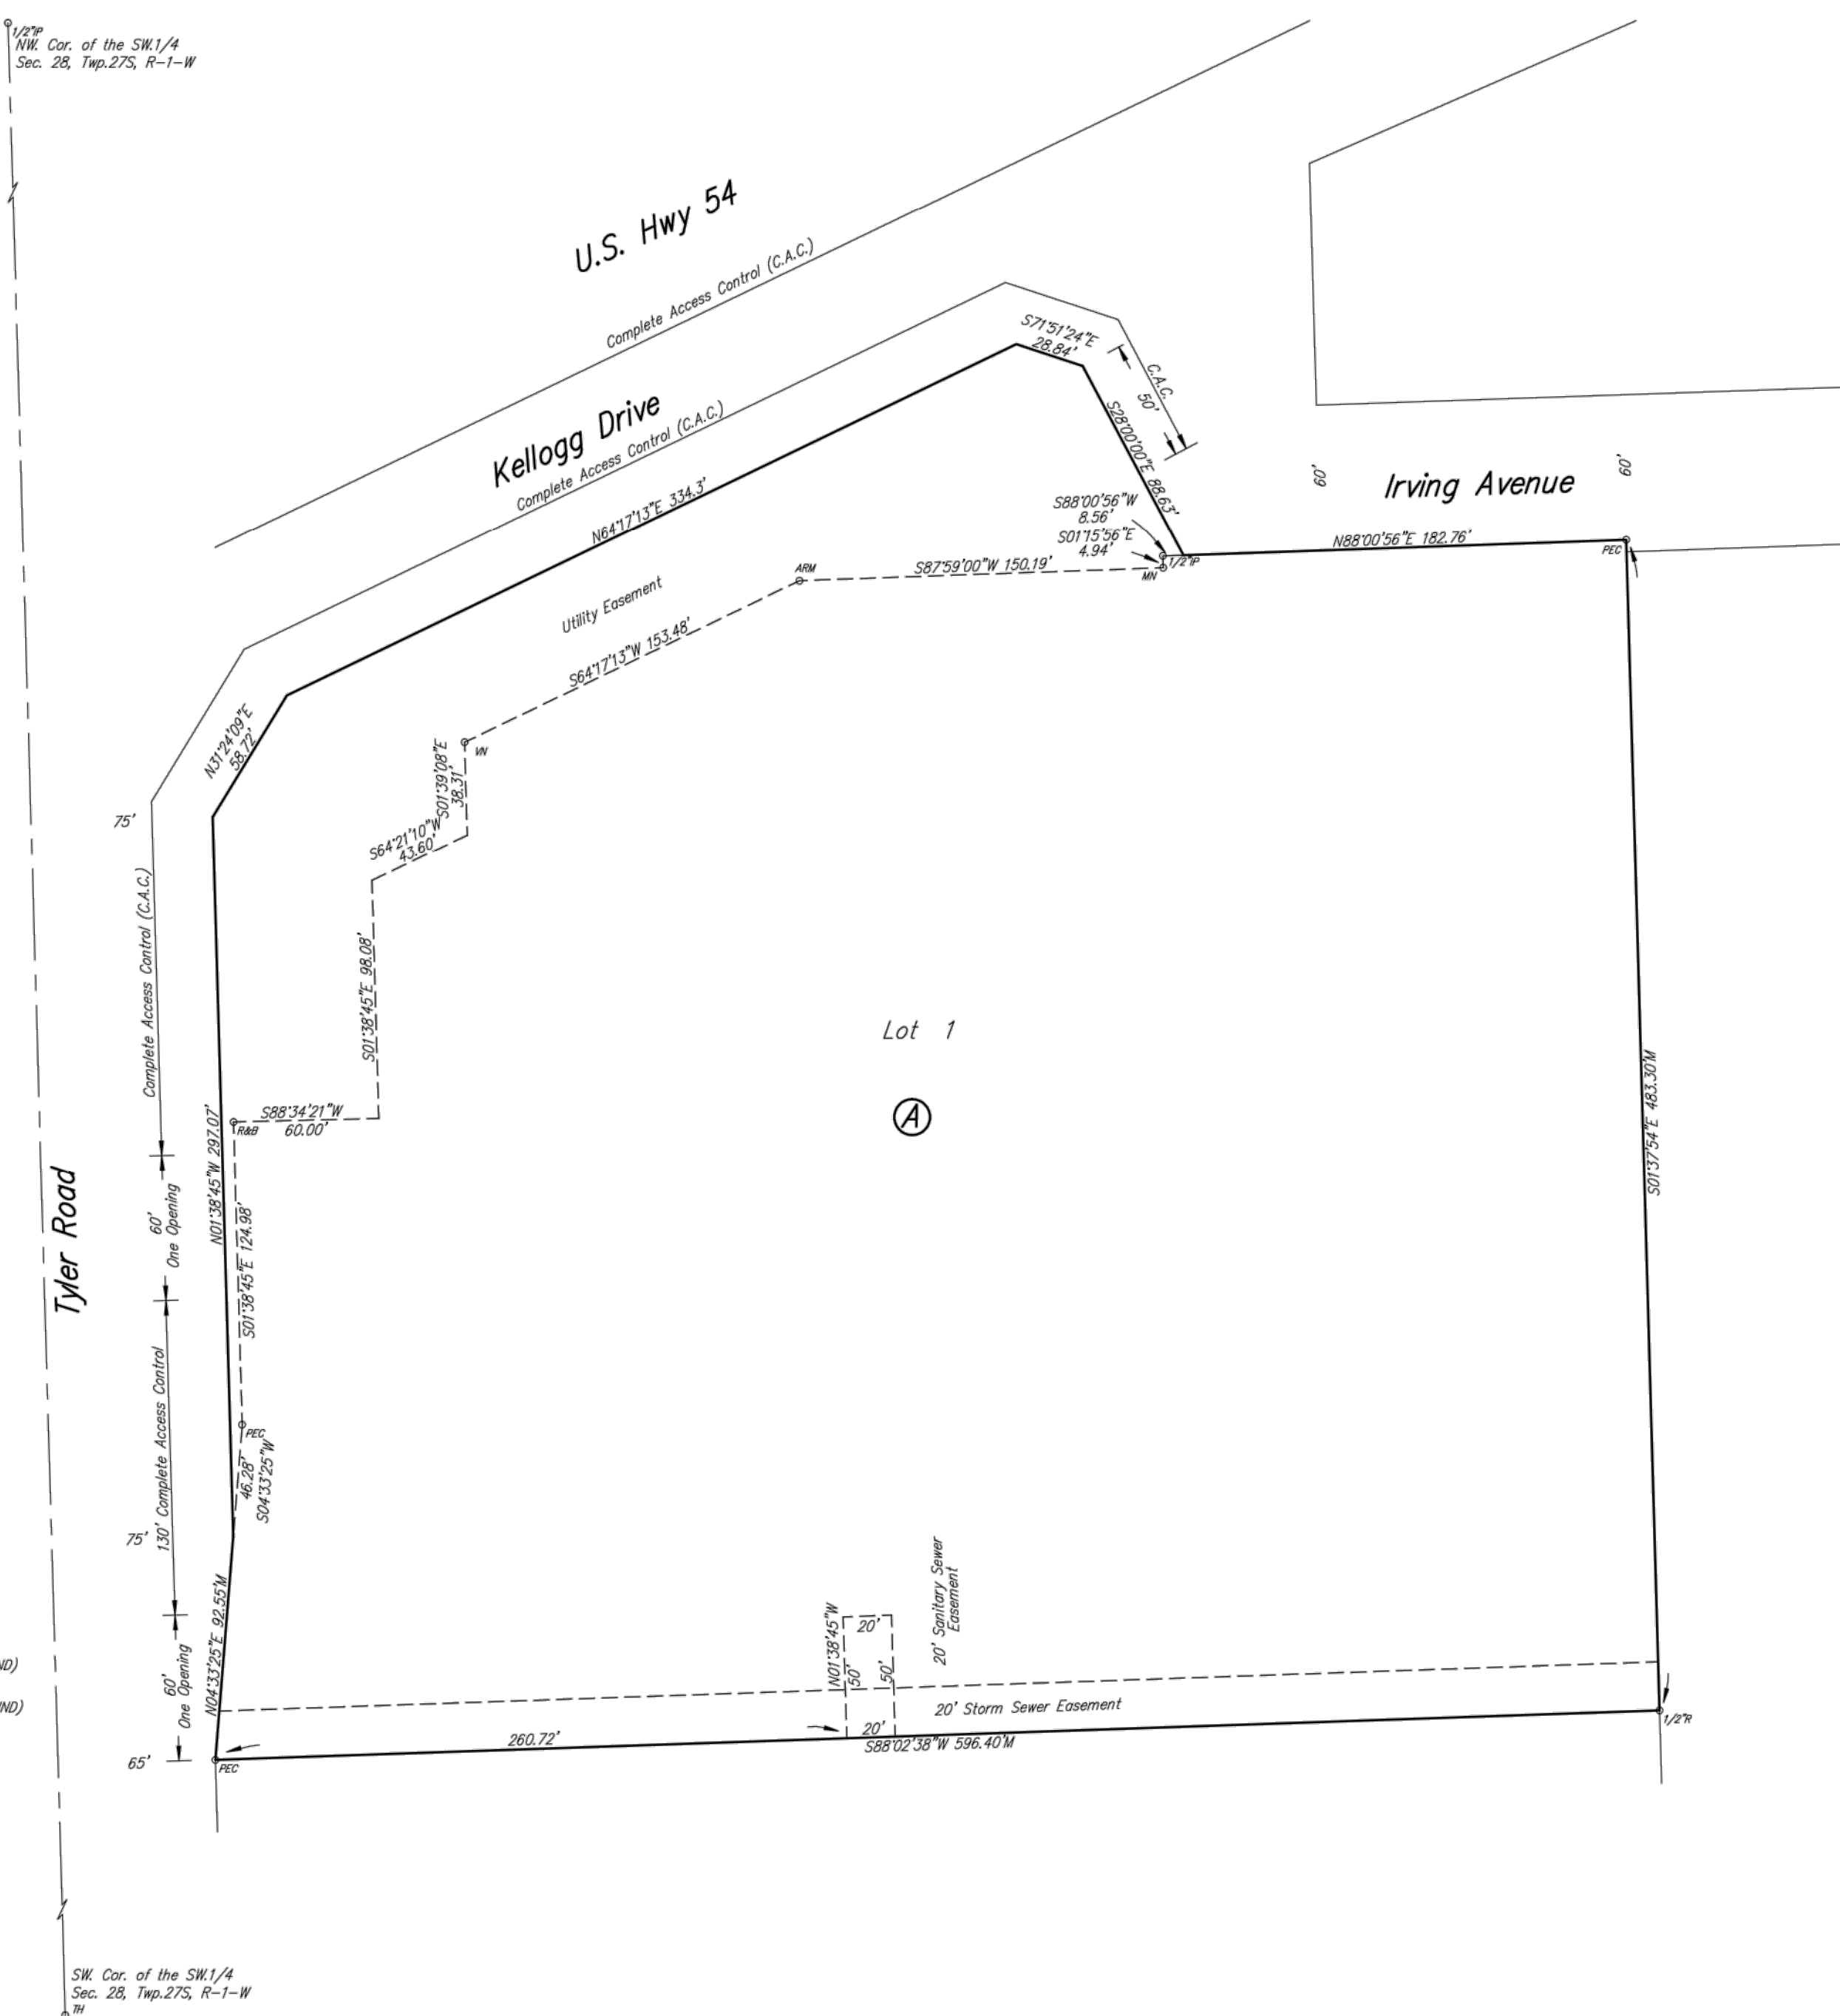 1/2"IP
NW. Cor. of the SW.1/4
Sec. 28, Twp.27S, R-1-W
U.S. Hwy 54
Complete Access Control (C.A.C.)
Kellogg Drive
Complete Access Control (C.A.C.)
N64°17'13"E 334.3'
S71°51'24"E
28.84'
C.A.C.
50'
S28°00'00"E 88.63'
S88°00'56"W
8.56'
S01°15'56"E
4.94'
1/2"IP
MN
60'
Irving Avenue
60'
N88°00'56"E 182.76'
PEC
ARM
S87°59'00"W 150.19'
Utility Easement
S64°17'13"W 153.48'
N31°24'09"E
58.72'
VN
S01°39'08"E
38.31'
S64°21'10"W
43.60'
75'
Complete Access Control (C.A.C.)
S01°38'45"E 98.08'
Lot 1
A
S88°34'21"W
60.00'
R&B
N01°38'45"W 297.07'
S01°37'54"E 483.30'M
Tyler Road
60'
One Opening
S01°38'45"E 124.98'
130' Complete Access Control
PEC
46.28'
S04°33'25"W
75'
N04°33'25"E 92.55'M
60'
One Opening
N01°38'45"W
20'
50'
50'
20' Sanitary Sewer
Easement
ND)
ND)
20' Storm Sewer Easement
1/2"R
20'
260.72'
S88°02'38"W 596.40'M
65'
PEC
SW. Cor. of the SW.1/4
Sec. 28, Twp.27S, R-1-W
TH